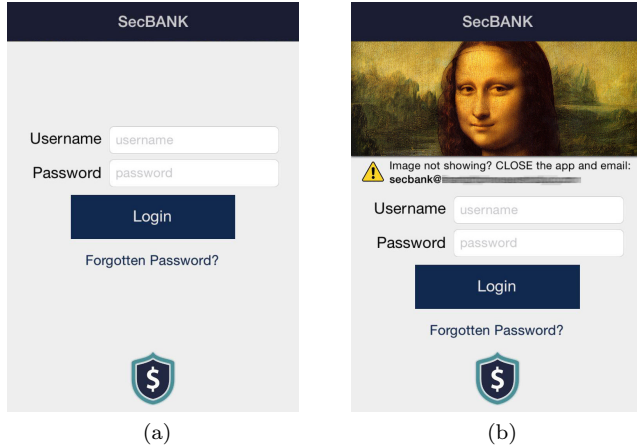 SecBANK
Username username
Password password
Login
Forgotten Password?
$
(a)
SecBANK
Image not showing? CLOSE the app and email:
secbank@
Username username
Password password
Login
Forgotten Password?
$
(b)